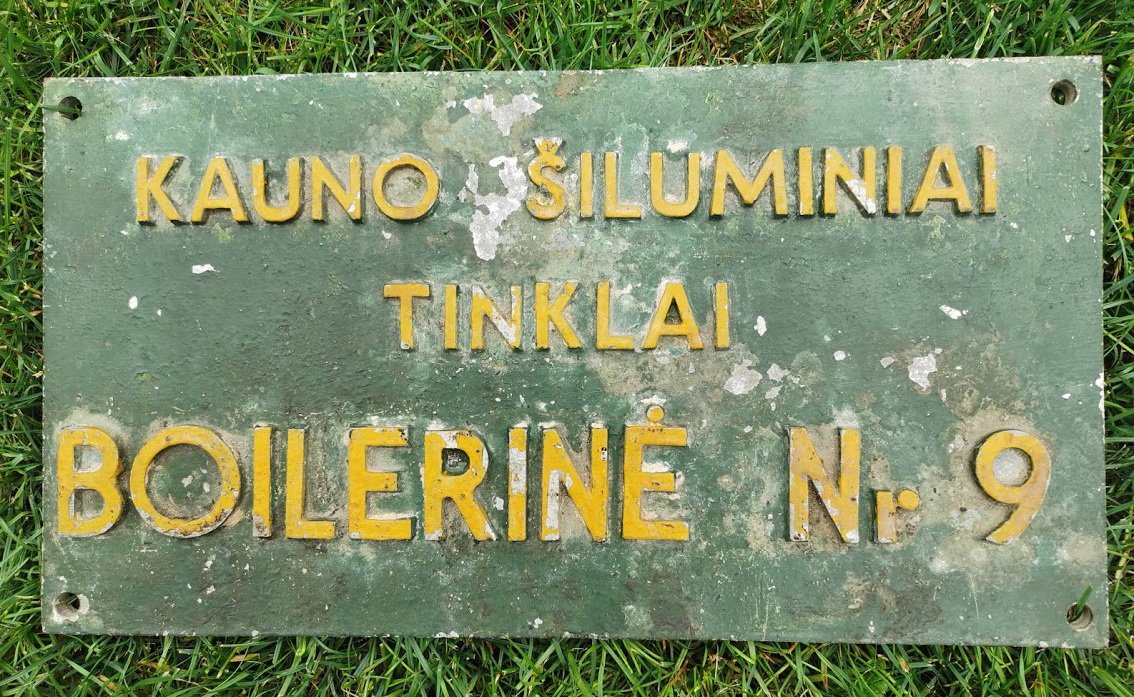 KAUNO ŠILUMINIAI
TINKLAI
BOILERINĖ Nr 9